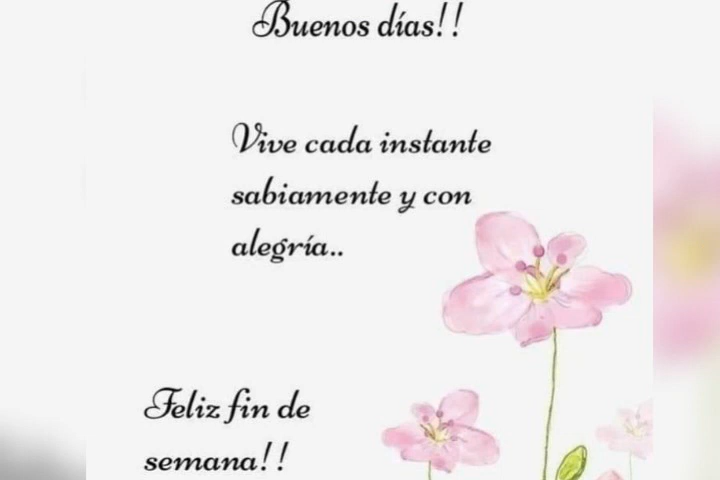 Buenos días!!
Vive cada instante
sabiamente y con
alegría..
Feliz fin de
semana!!